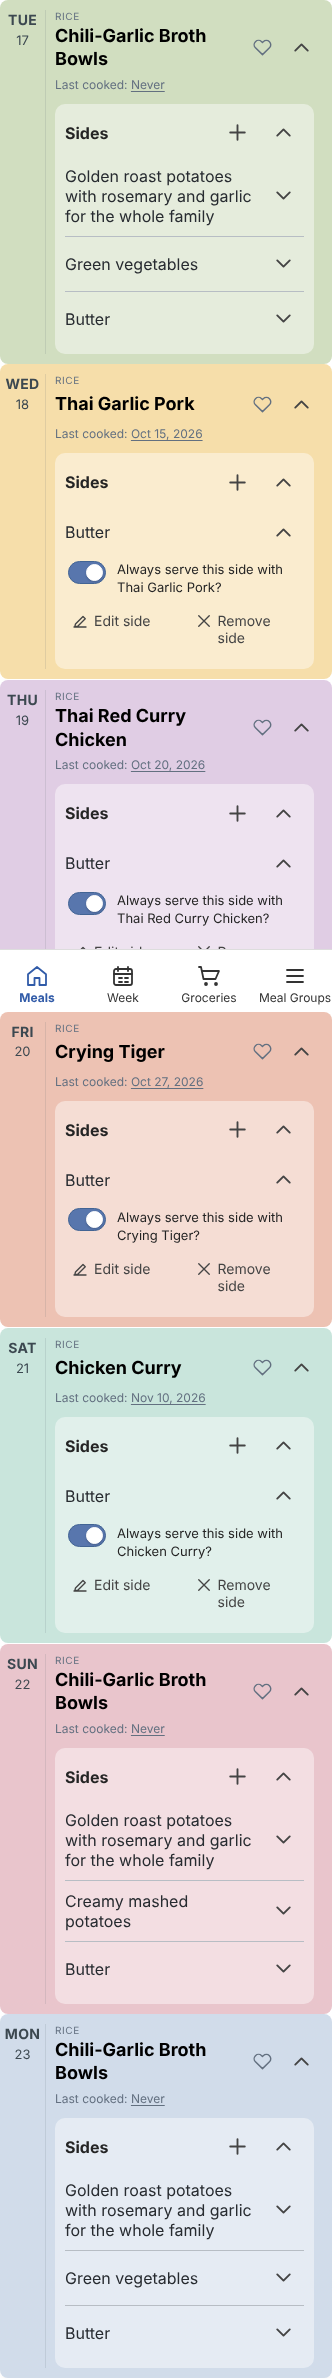 TUE
17
RICE
Chili-Garlic Broth
Bowls
Last cooked: Never
Sides
Golden roast potatoes
with rosemary and garlic
for the whole family
Green vegetables
Butter
WED
18
RICE
Thai Garlic Pork
Last cooked: Oct 15, 2026
Sides
Butter
Always serve this side with
Thai Garlic Pork?
Edit side
Remove
side
THU
19
RICE
Thai Red Curry
Chicken
Last cooked: Oct 20, 2026
Sides
Butter
Always serve this side with
Thai Red Curry Chicken?
Meals
Week
Groceries
Meal Groups
FRI
20
RICE
Crying Tiger
Last cooked: Oct 27, 2026
Sides
Butter
Always serve this side with
Crying Tiger?
Edit side
Remove
side
SAT
21
RICE
Chicken Curry
Last cooked: Nov 10, 2026
Sides
Butter
Always serve this side with
Chicken Curry?
Edit side
Remove
side
SUN
22
RICE
Chili-Garlic Broth
Bowls
Last cooked: Never
Sides
Golden roast potatoes
with rosemary and garlic
for the whole family
Creamy mashed
potatoes
Butter
MON
23
RICE
Chili-Garlic Broth
Bowls
Last cooked: Never
Sides
Golden roast potatoes
with rosemary and garlic
for the whole family
Green vegetables
Butter